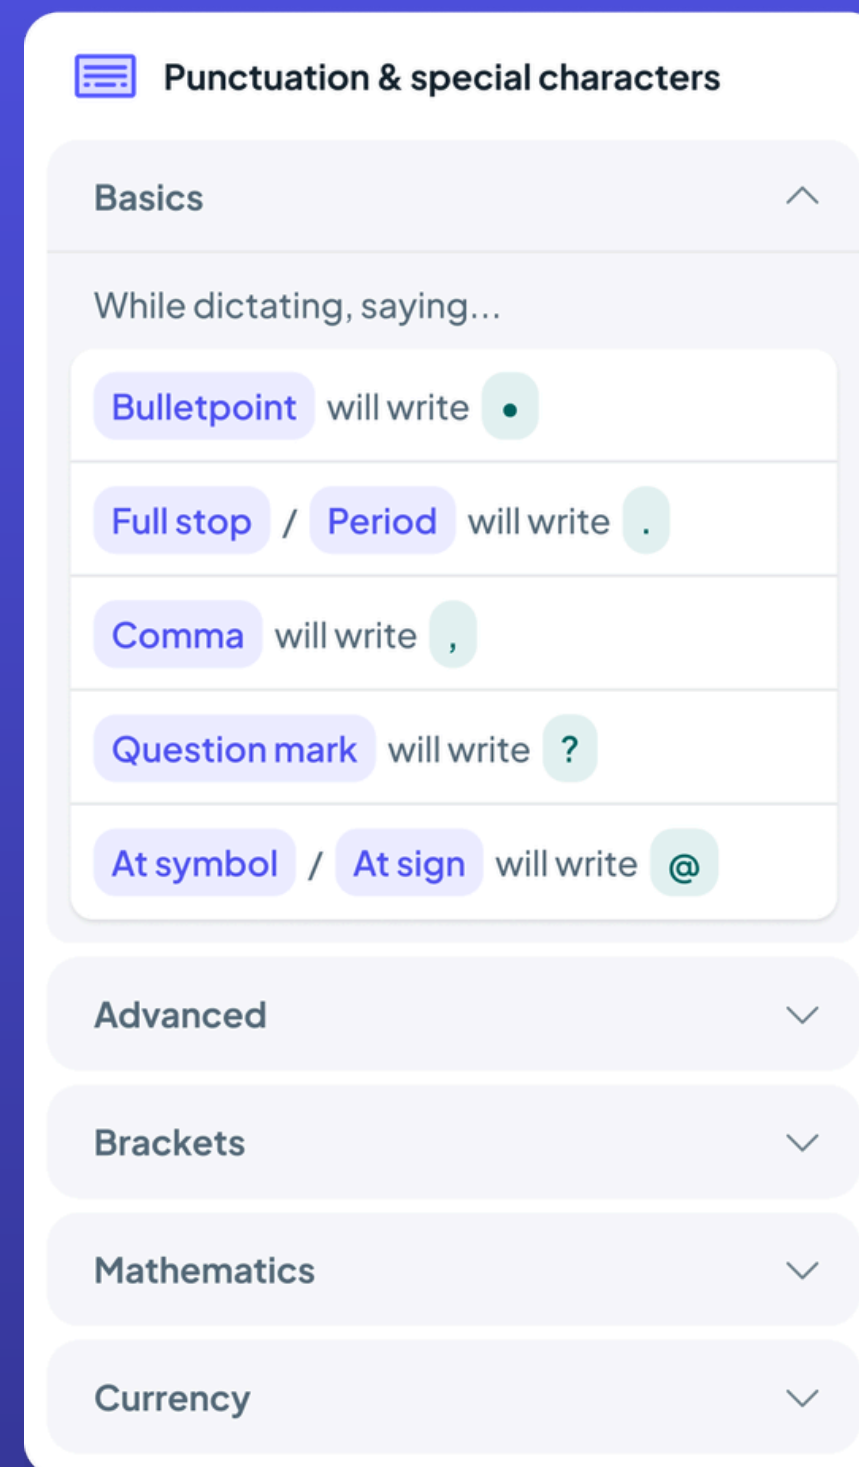 Punctuation & special characters
Basics
While dictating, saying...
Bulletpoint will write •
Full stop / Period will write .
Comma will write ,
Question mark will write ?
At symbol / At sign will write @
Advanced
Brackets
Mathematics
Currency